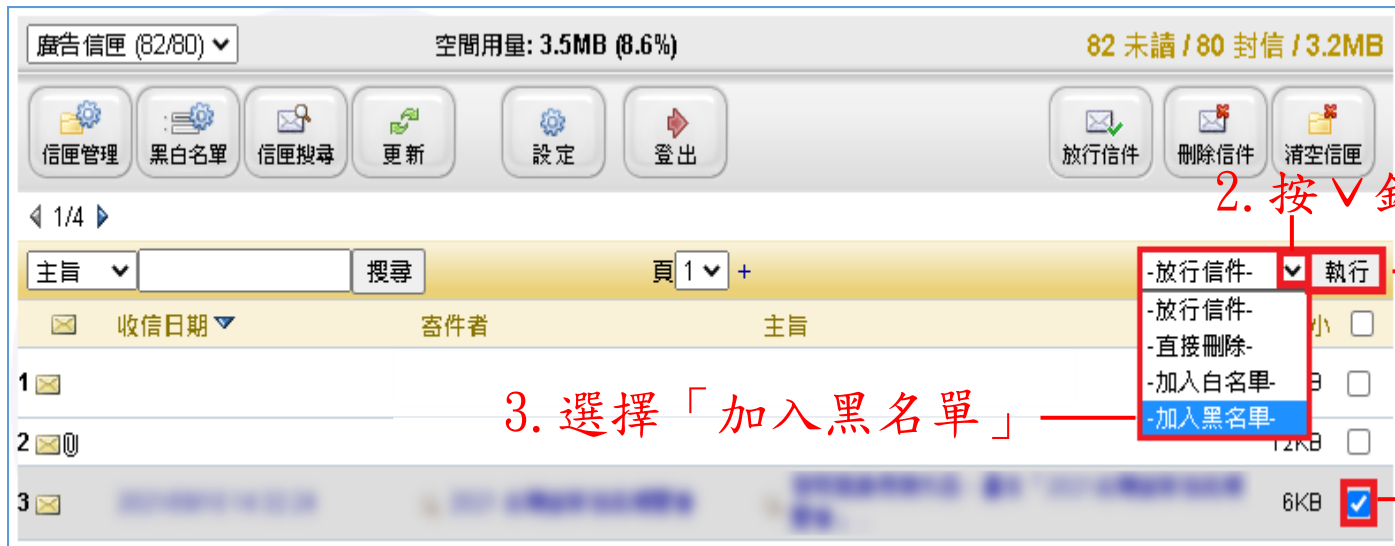 廣告信匣 (82/80) 空間用量: 3.5MB (8.6%) 82 未讀 / 80 封信 / 3.2MB
信匣管理 黑白名單 信匣搜尋 更新 設定 登出 放行信件 刪除信件 清空信匣
1/4
2.按∨
主旨 搜尋 頁 1 + -放行信件- 執行
收信日期 寄件者 主旨 小
-放行信件-
-直接刪除-
-加入白名單-
-加入黑名單-
1
3.選擇「加入黑名單」
2 12KB
3 6KB